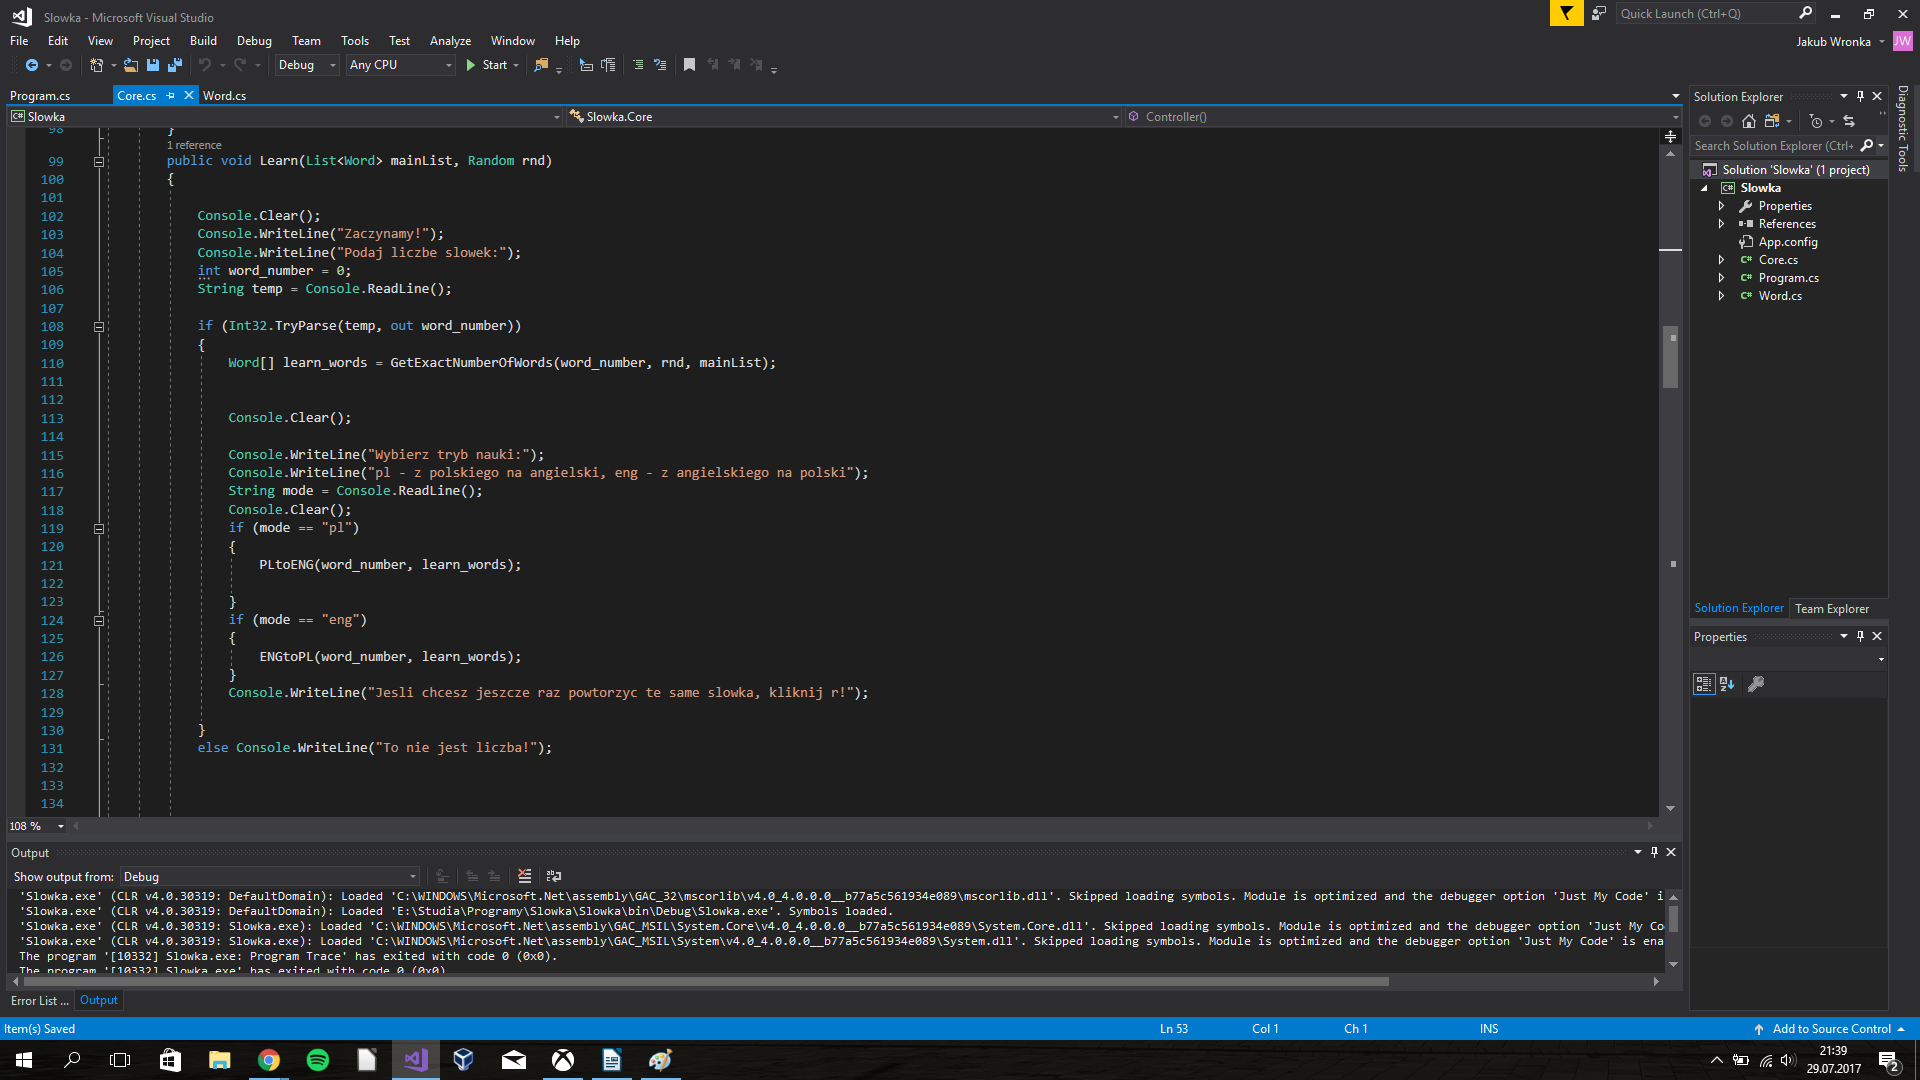 Slowka - Microsoft Visual Studio
Quick Launch (Ctrl+Q)
File Edit View Project Build Debug Team Tools Test Analyze Window Help
Jakub Wronka JW
Debug Any CPU Start
Program.cs Core.cs Word.cs
Slowka Slowka.Core Controller()
98 }
1 reference
99 public void Learn(List<Word> mainList, Random rnd)
100 {
101
102 Console.Clear();
103 Console.WriteLine("Zaczynamy!");
104 Console.WriteLine("Podaj liczbe slowek:");
105 int word_number = 0;
106 String temp = Console.ReadLine();
107
108 if (Int32.TryParse(temp, out word_number))
109 {
110 Word[] learn_words = GetExactNumberOfWords(word_number, rnd, mainList);
111
112
113 Console.Clear();
114
115 Console.WriteLine("Wybierz tryb nauki:");
116 Console.WriteLine("pl - z polskiego na angielski, eng - z angielskiego na polski");
117 String mode = Console.ReadLine();
118 Console.Clear();
119 if (mode == "pl")
120 {
121 PLtoENG(word_number, learn_words);
122
123 }
124 if (mode == "eng")
125 {
126 ENGtoPL(word_number, learn_words);
127 }
128 Console.WriteLine("Jesli chcesz jeszcze raz powtorzyc te same slowka, kliknij r!");
129
130 }
131 else Console.WriteLine("To nie jest liczba!");
132
133
134
108 %
Output
Show output from: Debug
'Slowka.exe' (CLR v4.0.30319: DefaultDomain): Loaded 'C:\WINDOWS\Microsoft.Net\assembly\GAC_32\mscorlib\v4.0_4.0.0.0__b77a5c561934e089\mscorlib.dll'. Skipped loading symbols. Module is optimized and the debugger option 'Just My Code' i
'Slowka.exe' (CLR v4.0.30319: DefaultDomain): Loaded 'E:\Studia\Programy\Slowka\Slowka\bin\Debug\Slowka.exe'. Symbols loaded.
'Slowka.exe' (CLR v4.0.30319: Slowka.exe): Loaded 'C:\WINDOWS\Microsoft.Net\assembly\GAC_MSIL\System.Core\v4.0_4.0.0.0__b77a5c561934e089\System.Core.dll'. Skipped loading symbols. Module is optimized and the debugger option 'Just My Co
'Slowka.exe' (CLR v4.0.30319: Slowka.exe): Loaded 'C:\WINDOWS\Microsoft.Net\assembly\GAC_MSIL\System\v4.0_4.0.0.0__b77a5c561934e089\System.dll'. Skipped loading symbols. Module is optimized and the debugger option 'Just My Code' is ena
The program '[10332] Slowka.exe: Program Trace' has exited with code 0 (0x0).
The program '[10332] Slowka.exe' has exited with code 0 (0x0)
Error List ... Output
Solution Explorer
Search Solution Explorer (Ctrl+
Solution 'Slowka' (1 project)
Slowka
Properties
References
App.config
Core.cs
Program.cs
Word.cs
Solution Explorer Team Explorer
Properties
Diagnostic Tools
Item(s) Saved Ln 53 Col 1 Ch 1 INS Add to Source Control
21:39
29.07.2017
2